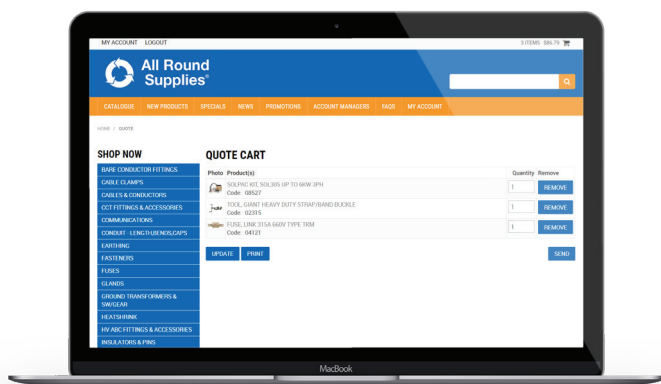 MY ACCOUNT LOGOUT
3 ITEMS $86.79
All Round
Supplies®
CATALOGUE NEW PRODUCTS SPECIALS NEWS PROMOTIONS ACCOUNT MANAGERS FAQS MY ACCOUNT
HOME / QUOTE
SHOP NOW
BARE CONDUCTOR FITTINGS
CABLE CLAMPS
CABLES & CONDUCTORS
CCT FITTINGS & ACCESSORIES
COMMUNICATIONS
CONDUIT - LENGTH,BENDS,CAPS
EARTHING
FASTENERS
FUSES
GLANDS
GROUND TRANSFORMERS &
SW/GEAR
HEATSHRINK
HV ABC FITTINGS & ACCESSORIES
INSULATORS & PINS
QUOTE CART
Photo Product(s) Quantity Remove
SOLPAC KIT, SOL305 UP TO 6KW 3PH
Code: 08527
1 REMOVE
TOOL, GIANT HEAVY DUTY STRAP/BAND BUCKLE
Code: 02315
1 REMOVE
FUSE, LINK 315A 660V TYPE TRM
Code: 04121
1 REMOVE
UPDATE PRINT SEND
MacBook